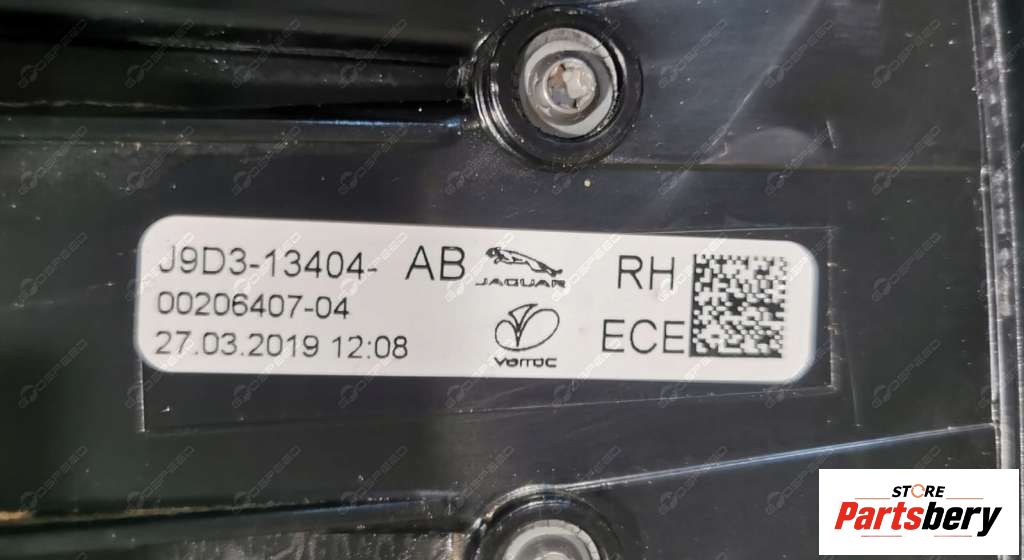 J9D3-13404- AB JAGUAR RH
00206407-04
27.03.2019 12:08 VARROC ECE
STORE
Partsbery